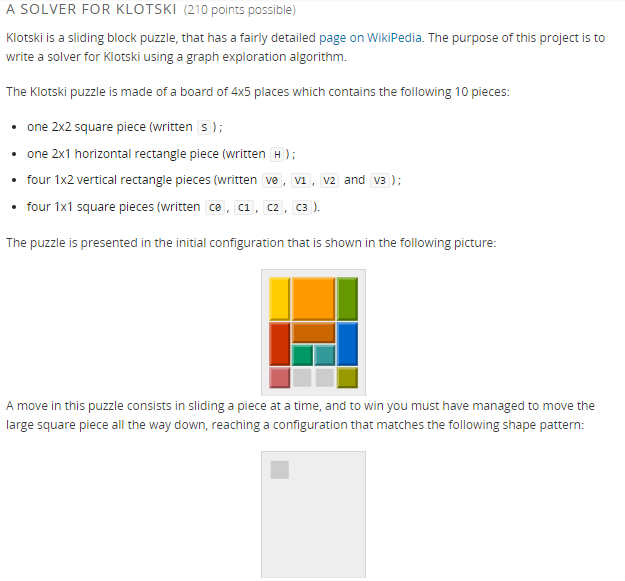 A SOLVER FOR KLOTSKI (210 points possible)
Klotski is a sliding block puzzle, that has a fairly detailed page on WikiPedia. The purpose of this project is to
write a solver for Klotski using a graph exploration algorithm.
The Klotski puzzle is made of a board of 4x5 places which contains the following 10 pieces:
• one 2x2 square piece (written S );
• one 2x1 horizontal rectangle piece (written H );
• four 1x2 vertical rectangle pieces (written V0 , V1 , V2 and V3 );
• four 1x1 square pieces (written C0 , C1 , C2 , C3 ).
The puzzle is presented in the initial configuration that is shown in the following picture:
A move in this puzzle consists in sliding a piece at a time, and to win you must have managed to move the
large square piece all the way down, reaching a configuration that matches the following shape pattern: